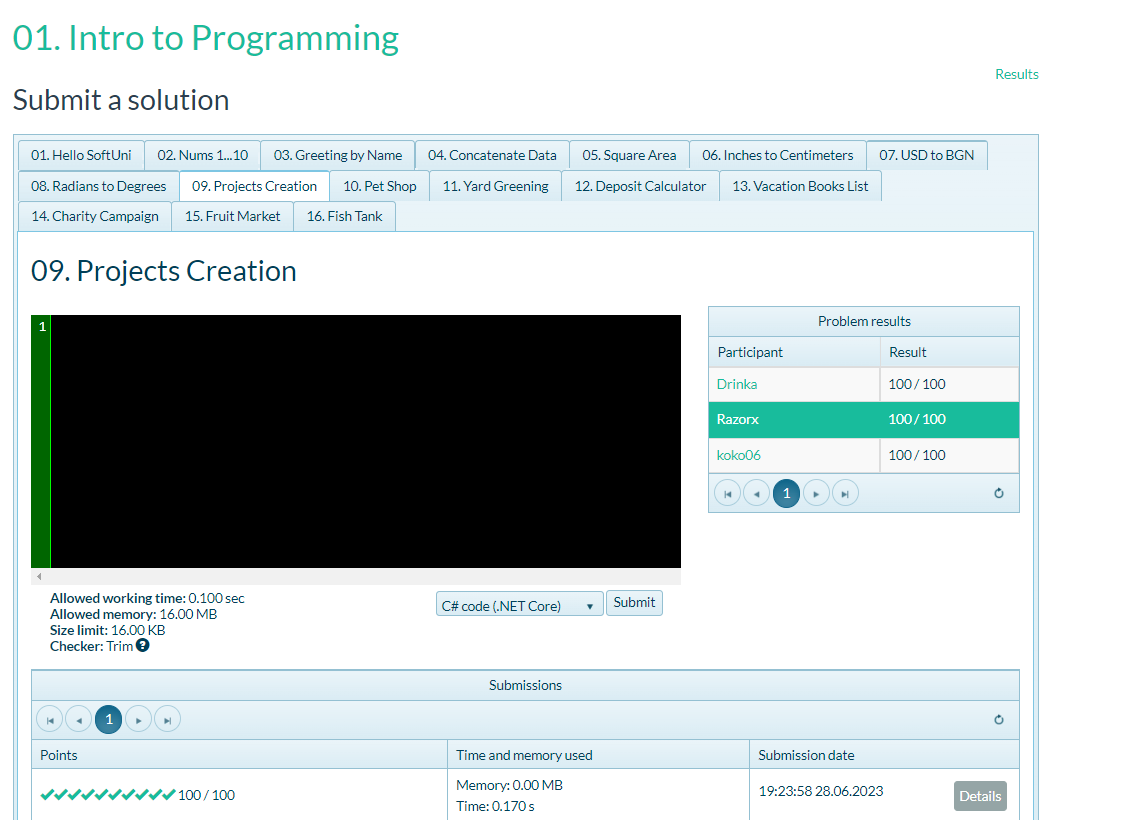 01. Intro to Programming
Results
Submit a solution
01. Hello SoftUni 02. Nums 1...10 03. Greeting by Name 04. Concatenate Data 05. Square Area 06. Inches to Centimeters 07. USD to BGN
08. Radians to Degrees 09. Projects Creation 10. Pet Shop 11. Yard Greening 12. Deposit Calculator 13. Vacation Books List
14. Charity Campaign 15. Fruit Market 16. Fish Tank
09. Projects Creation
1
Problem results
Participant Result
Drinka 100 / 100
Razorx 100 / 100
koko06 100 / 100
1
Allowed working time: 0.100 sec
Allowed memory: 16.00 MB
Size limit: 16.00 KB
Checker: Trim ?
C# code (.NET Core) Submit
Submissions
1
Points Time and memory used Submission date
100 / 100 Memory: 0.00 MB 19:23:58 28.06.2023 Details
Time: 0.170 s